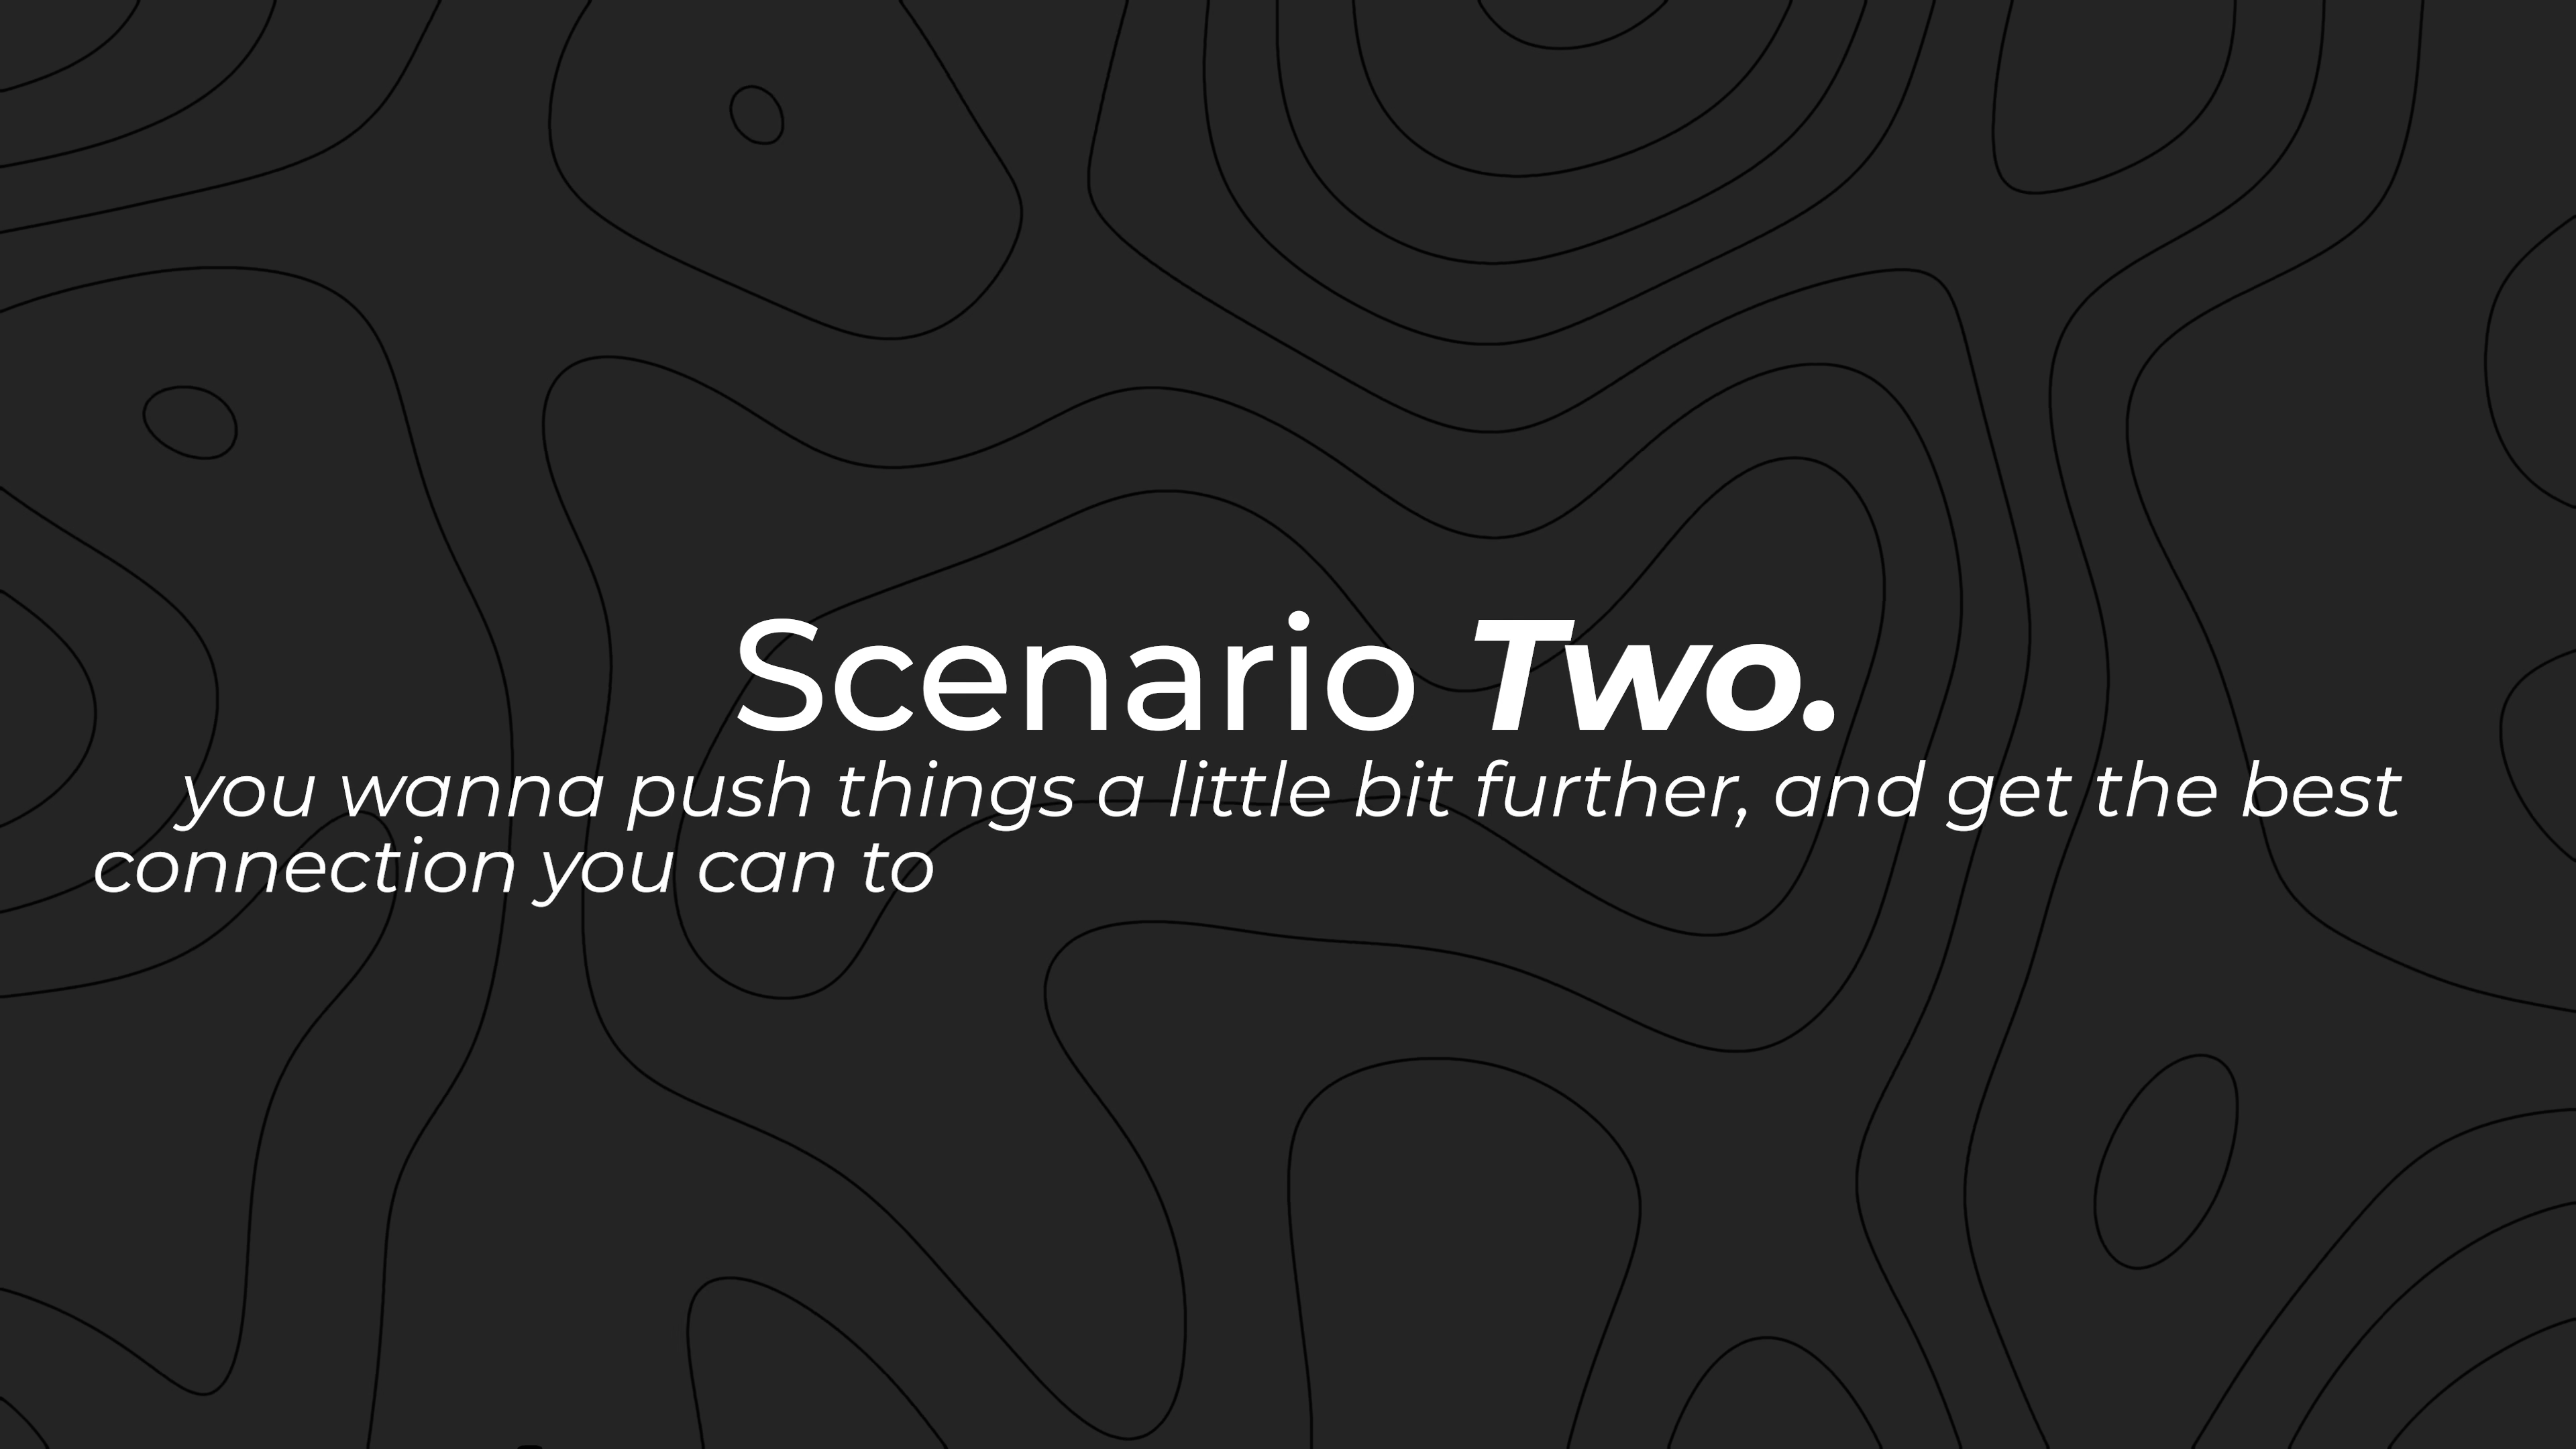 Scenario Two.
you wanna push things a little bit further, and get the best
connection you can to